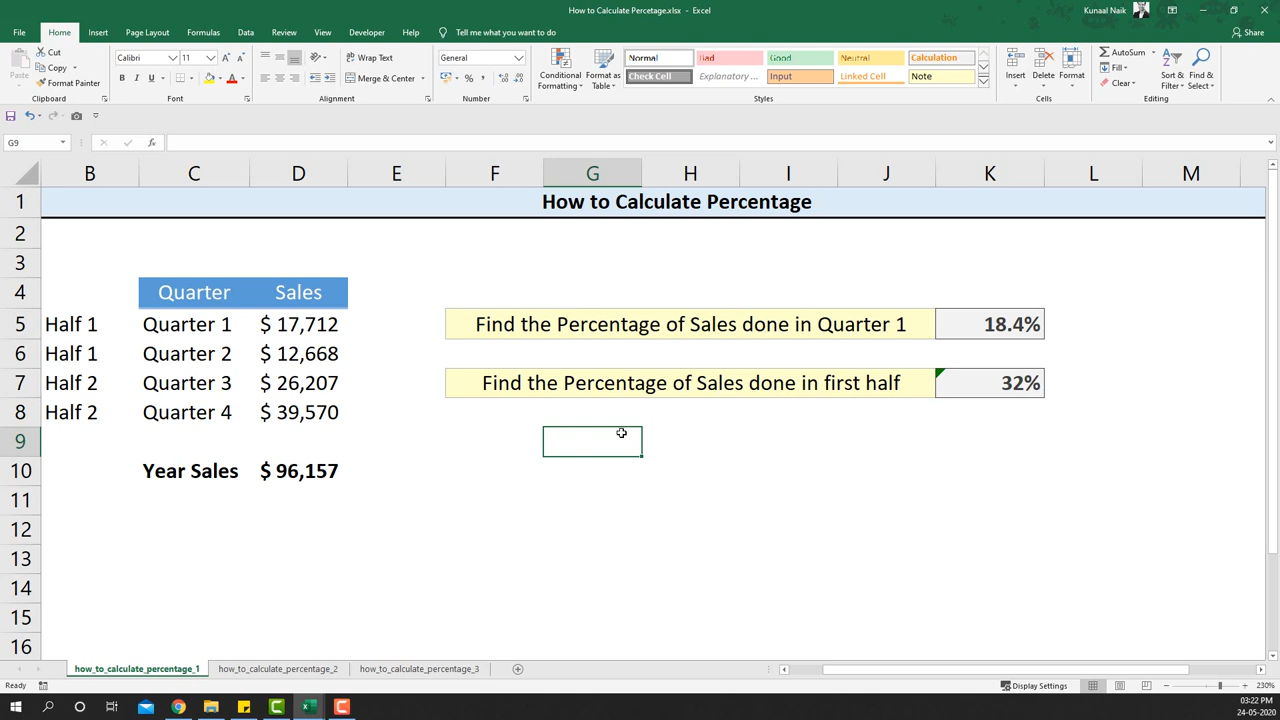 How to Calculate Percetage.xlsx - Excel
Kunaal Naik
File Home Insert Page Layout Formulas Data Review View Developer Help Tell me what you want to do Share
Paste
Cut
Copy
Format Painter
Clipboard
Calibri 11
B I U
Font
Wrap Text
Merge & Center
Alignment
General
Number
Conditional Formatting
Format as Table
Normal Bad Good Neutral Calculation
Check Cell Explanatory ... Input Linked Cell Note
Styles
Insert Delete Format
Cells
AutoSum
Fill
Clear
Sort & Filter
Find & Select
Editing
G9
fx
B C D E F G H I J K L M
1 How to Calculate Percentage
2
3
4 Quarter Sales
5 Half 1 Quarter 1 $ 17,712 Find the Percentage of Sales done in Quarter 1 18.4%
6 Half 1 Quarter 2 $ 12,668
7 Half 2 Quarter 3 $ 26,207 Find the Percentage of Sales done in first half 32%
8 Half 2 Quarter 4 $ 39,570
9
10 Year Sales $ 96,157
11
12
13
14
15
16
how_to_calculate_percentage_1 how_to_calculate_percentage_2 how_to_calculate_percentage_3
Ready Display Settings 230%
03:22 PM
24-05-2020